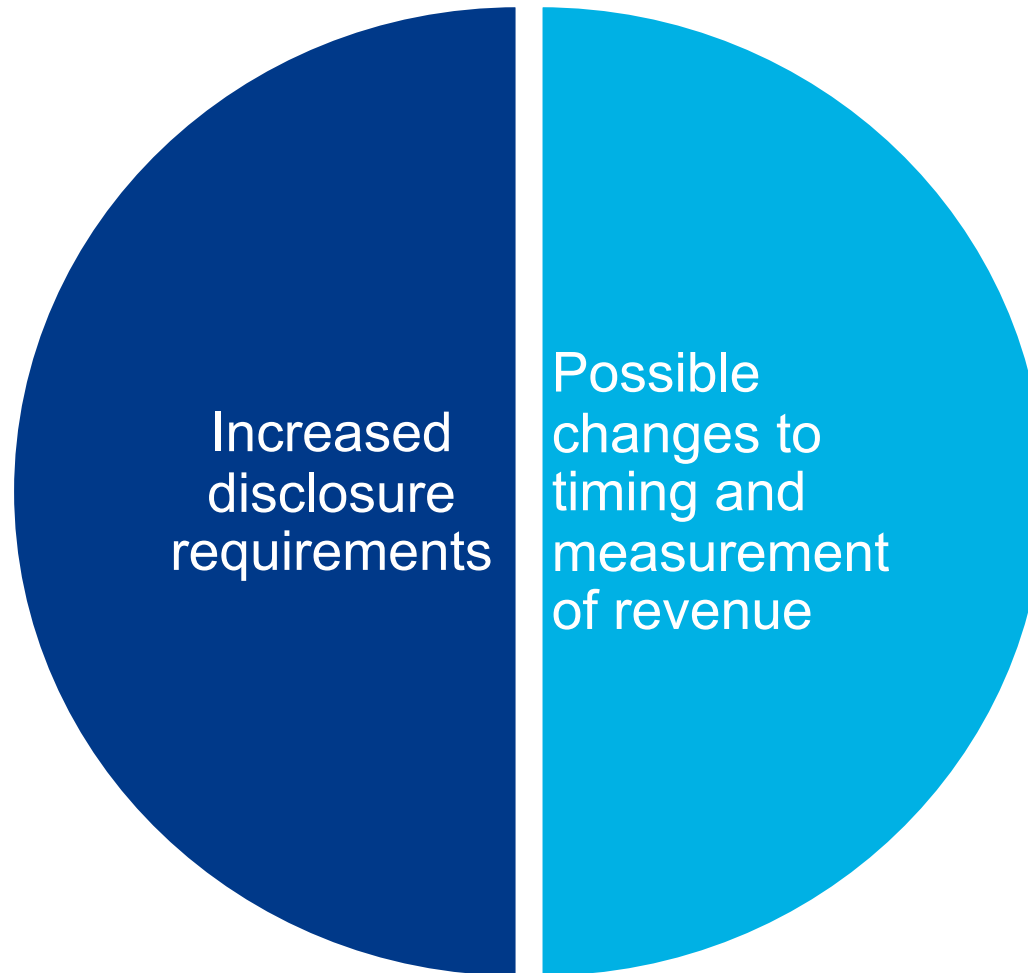 Increased
disclosure
requirements
Possible
changes to
timing and
measurement
of revenue